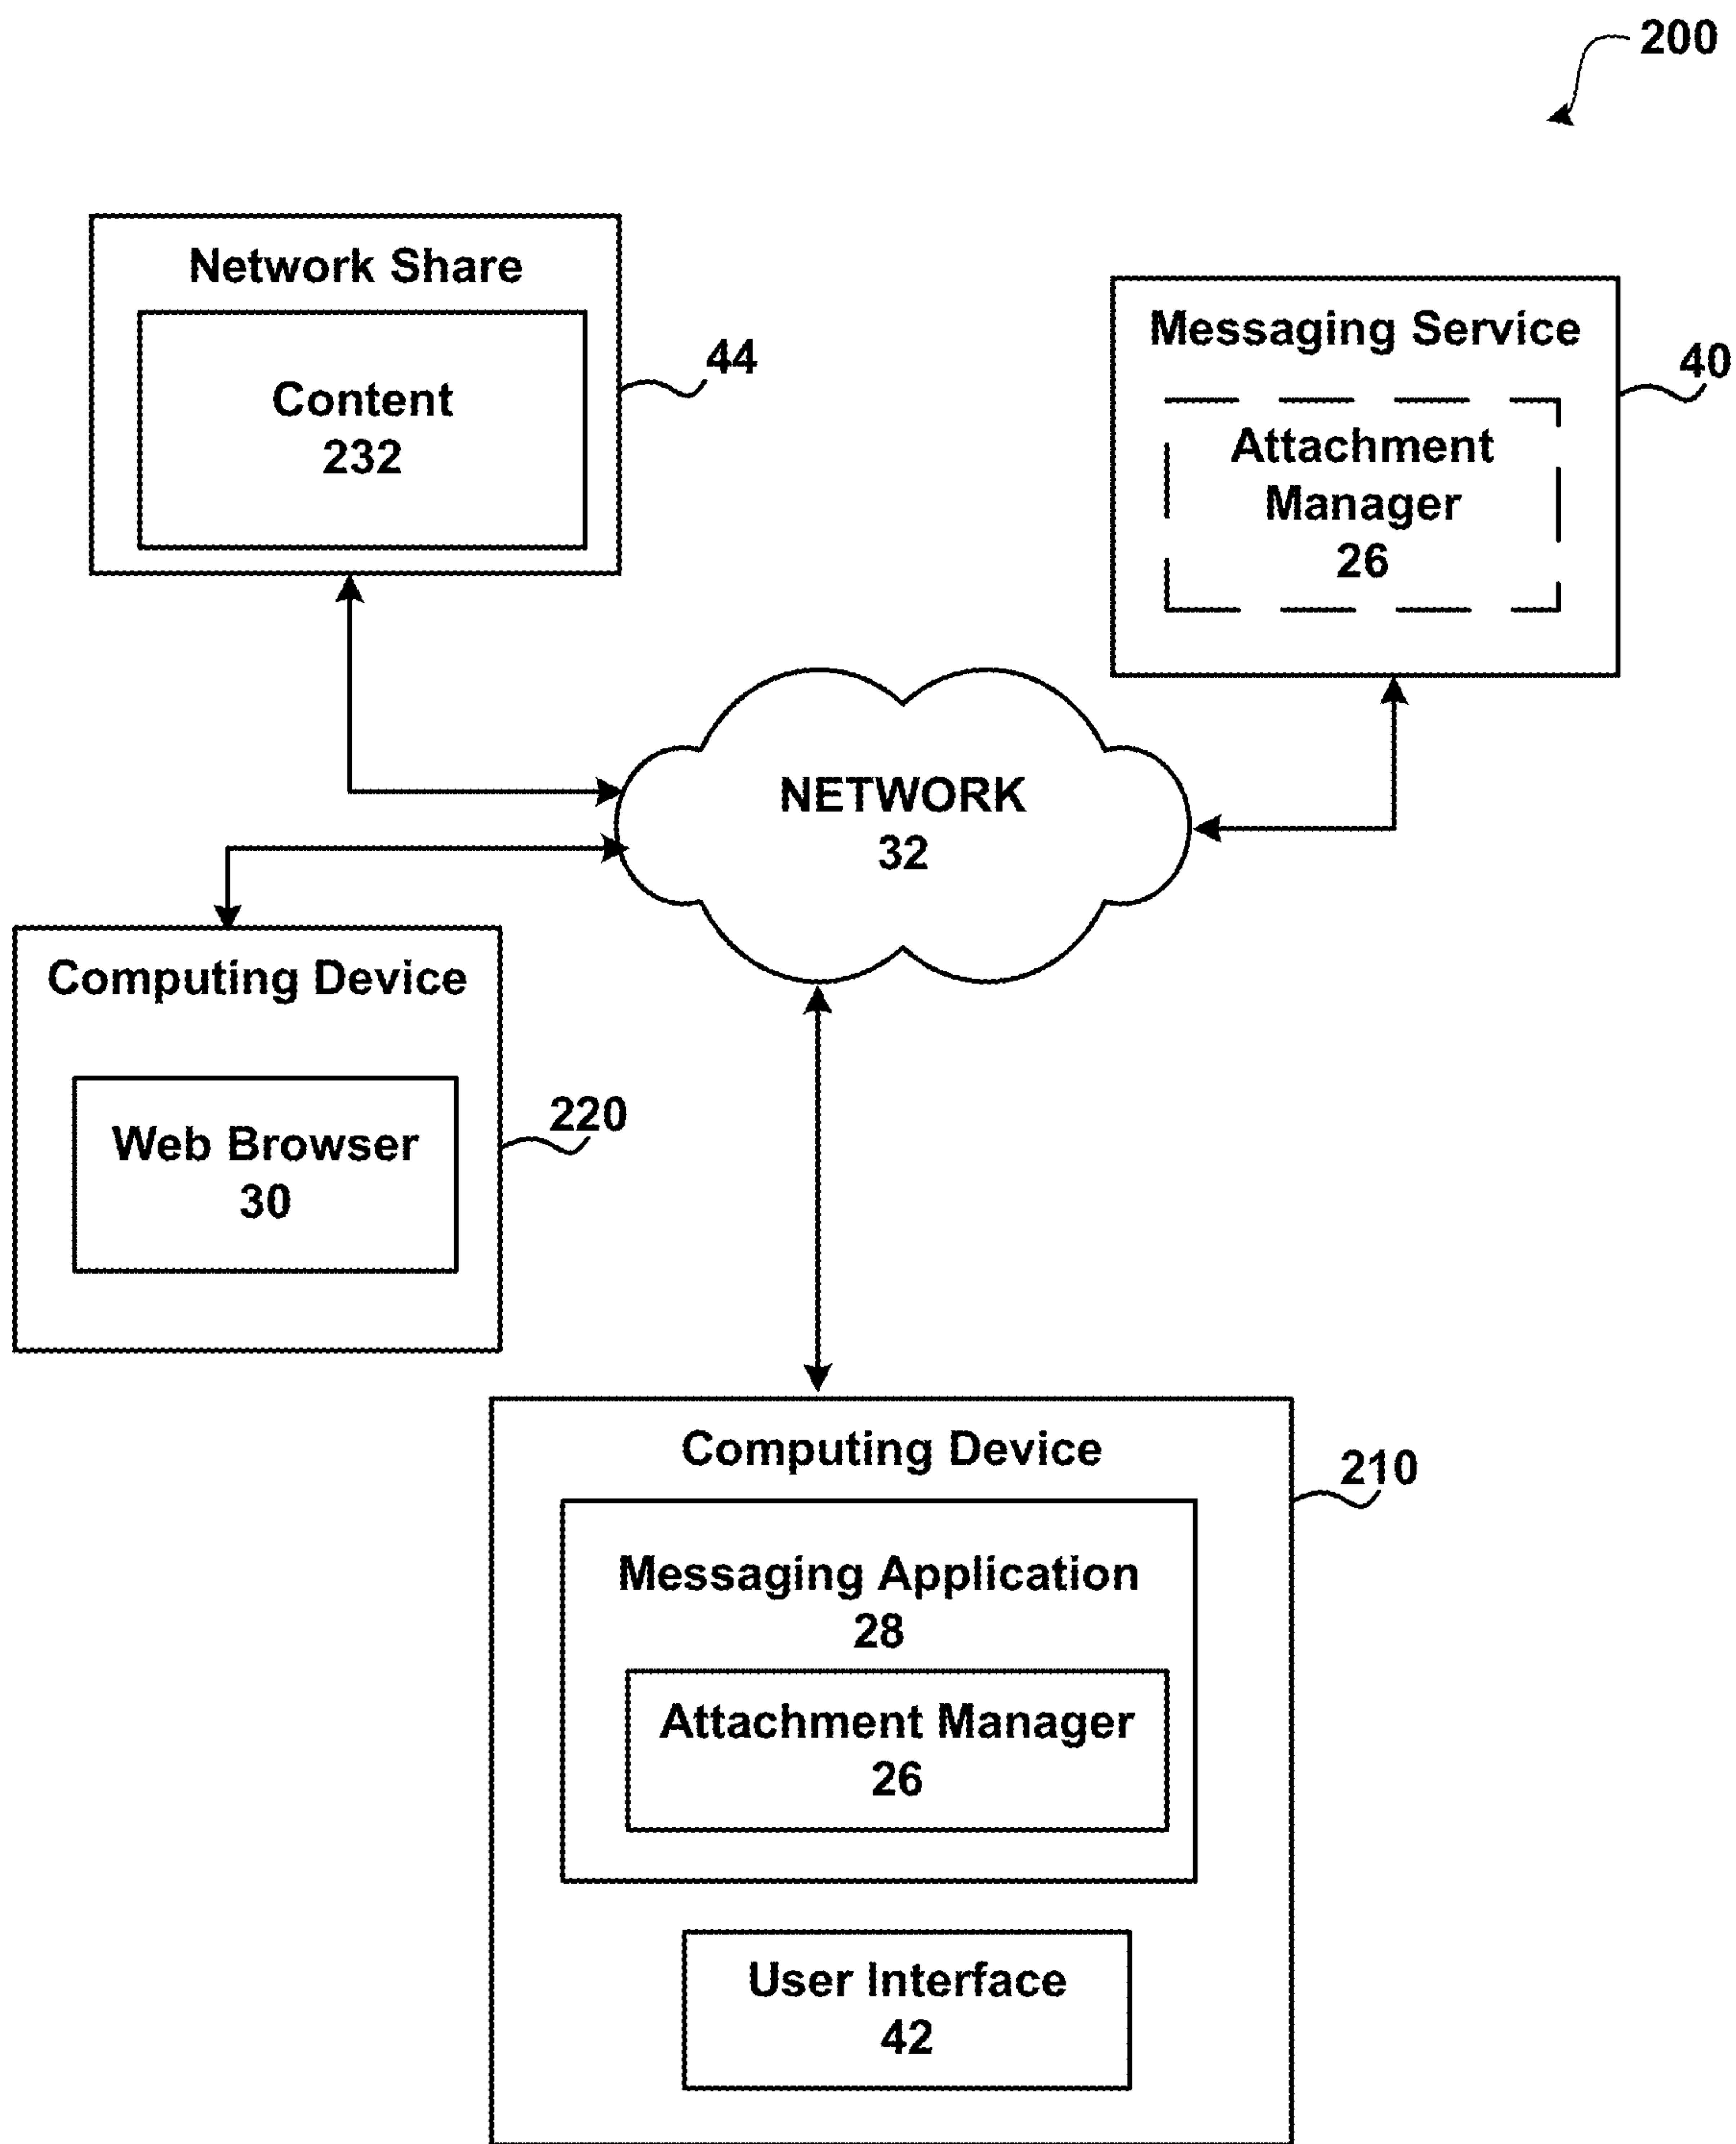 200
Network Share
Content
232
44
Messaging Service
Attachment
Manager
26
40
NETWORK
32
Computing Device
Web Browser
30
220
Computing Device
210
Messaging Application
28
Attachment Manager
26
User Interface
42